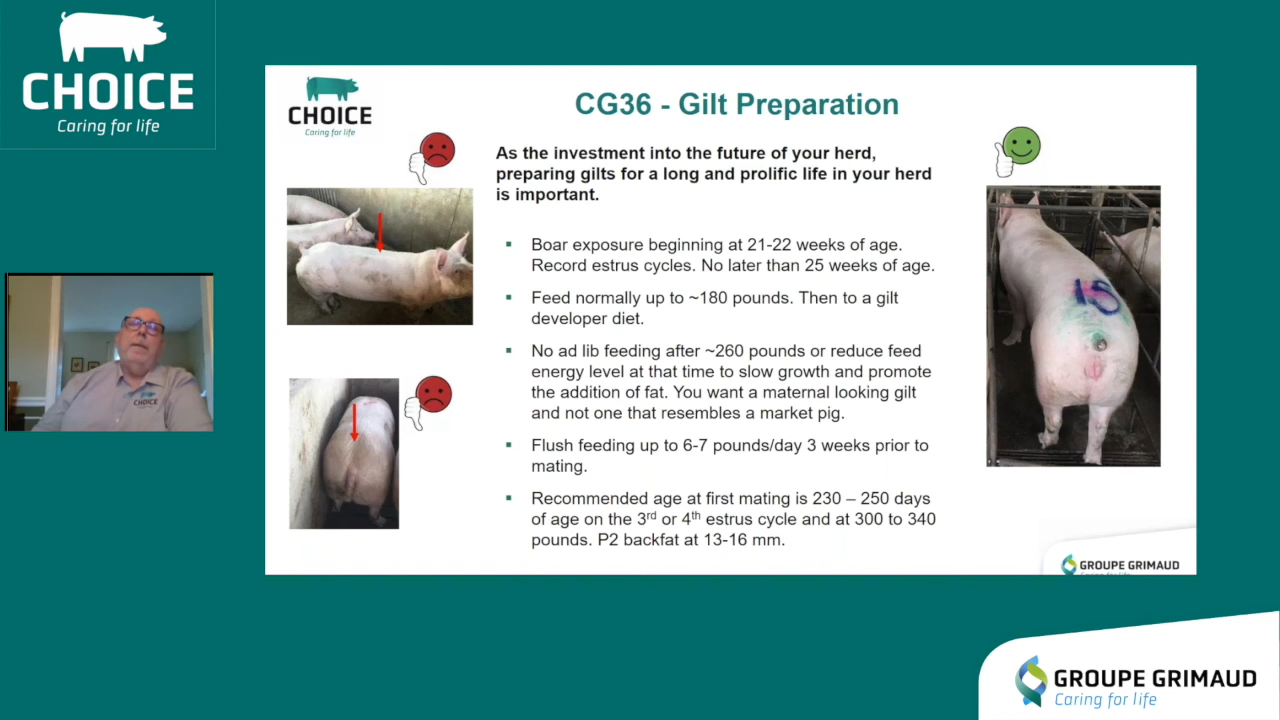 CHOICE
Caring for life
CHOICE
Caring for life
CG36 - Gilt Preparation
As the investment into the future of your herd,
preparing gilts for a long and prolific life in your herd
is important.
▪ Boar exposure beginning at 21-22 weeks of age.
Record estrus cycles. No later than 25 weeks of age.
▪ Feed normally up to ~180 pounds. Then to a gilt
developer diet.
▪ No ad lib feeding after ~260 pounds or reduce feed
energy level at that time to slow growth and promote
the addition of fat. You want a maternal looking gilt
and not one that resembles a market pig.
▪ Flush feeding up to 6-7 pounds/day 3 weeks prior to
mating.
▪ Recommended age at first mating is 230 – 250 days
of age on the 3rd or 4th estrus cycle and at 300 to 340
pounds. P2 backfat at 13-16 mm.
15
CHOICE
GROUPE GRIMAUD
Caring for life
GROUPE GRIMAUD
Caring for life